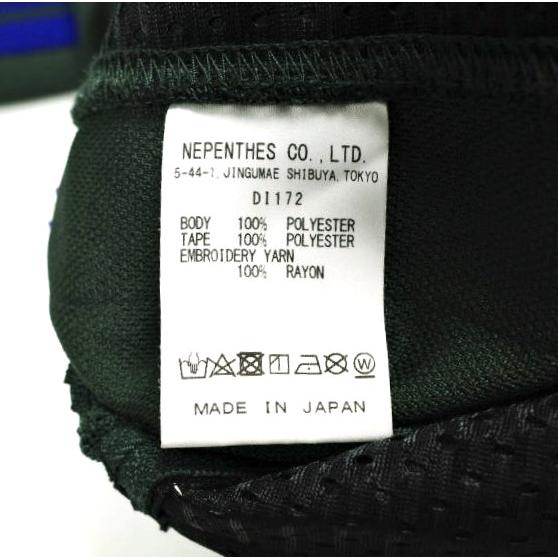 NEPENTHES CO.,LTD.
5-44-1, JINGUMAE SHIBUYA, TOKYO
DI172
BODY 100% POLYESTER
TAPE 100% POLYESTER
EMBROIDERY YARN
100% RAYON
W
MADE IN JAPAN